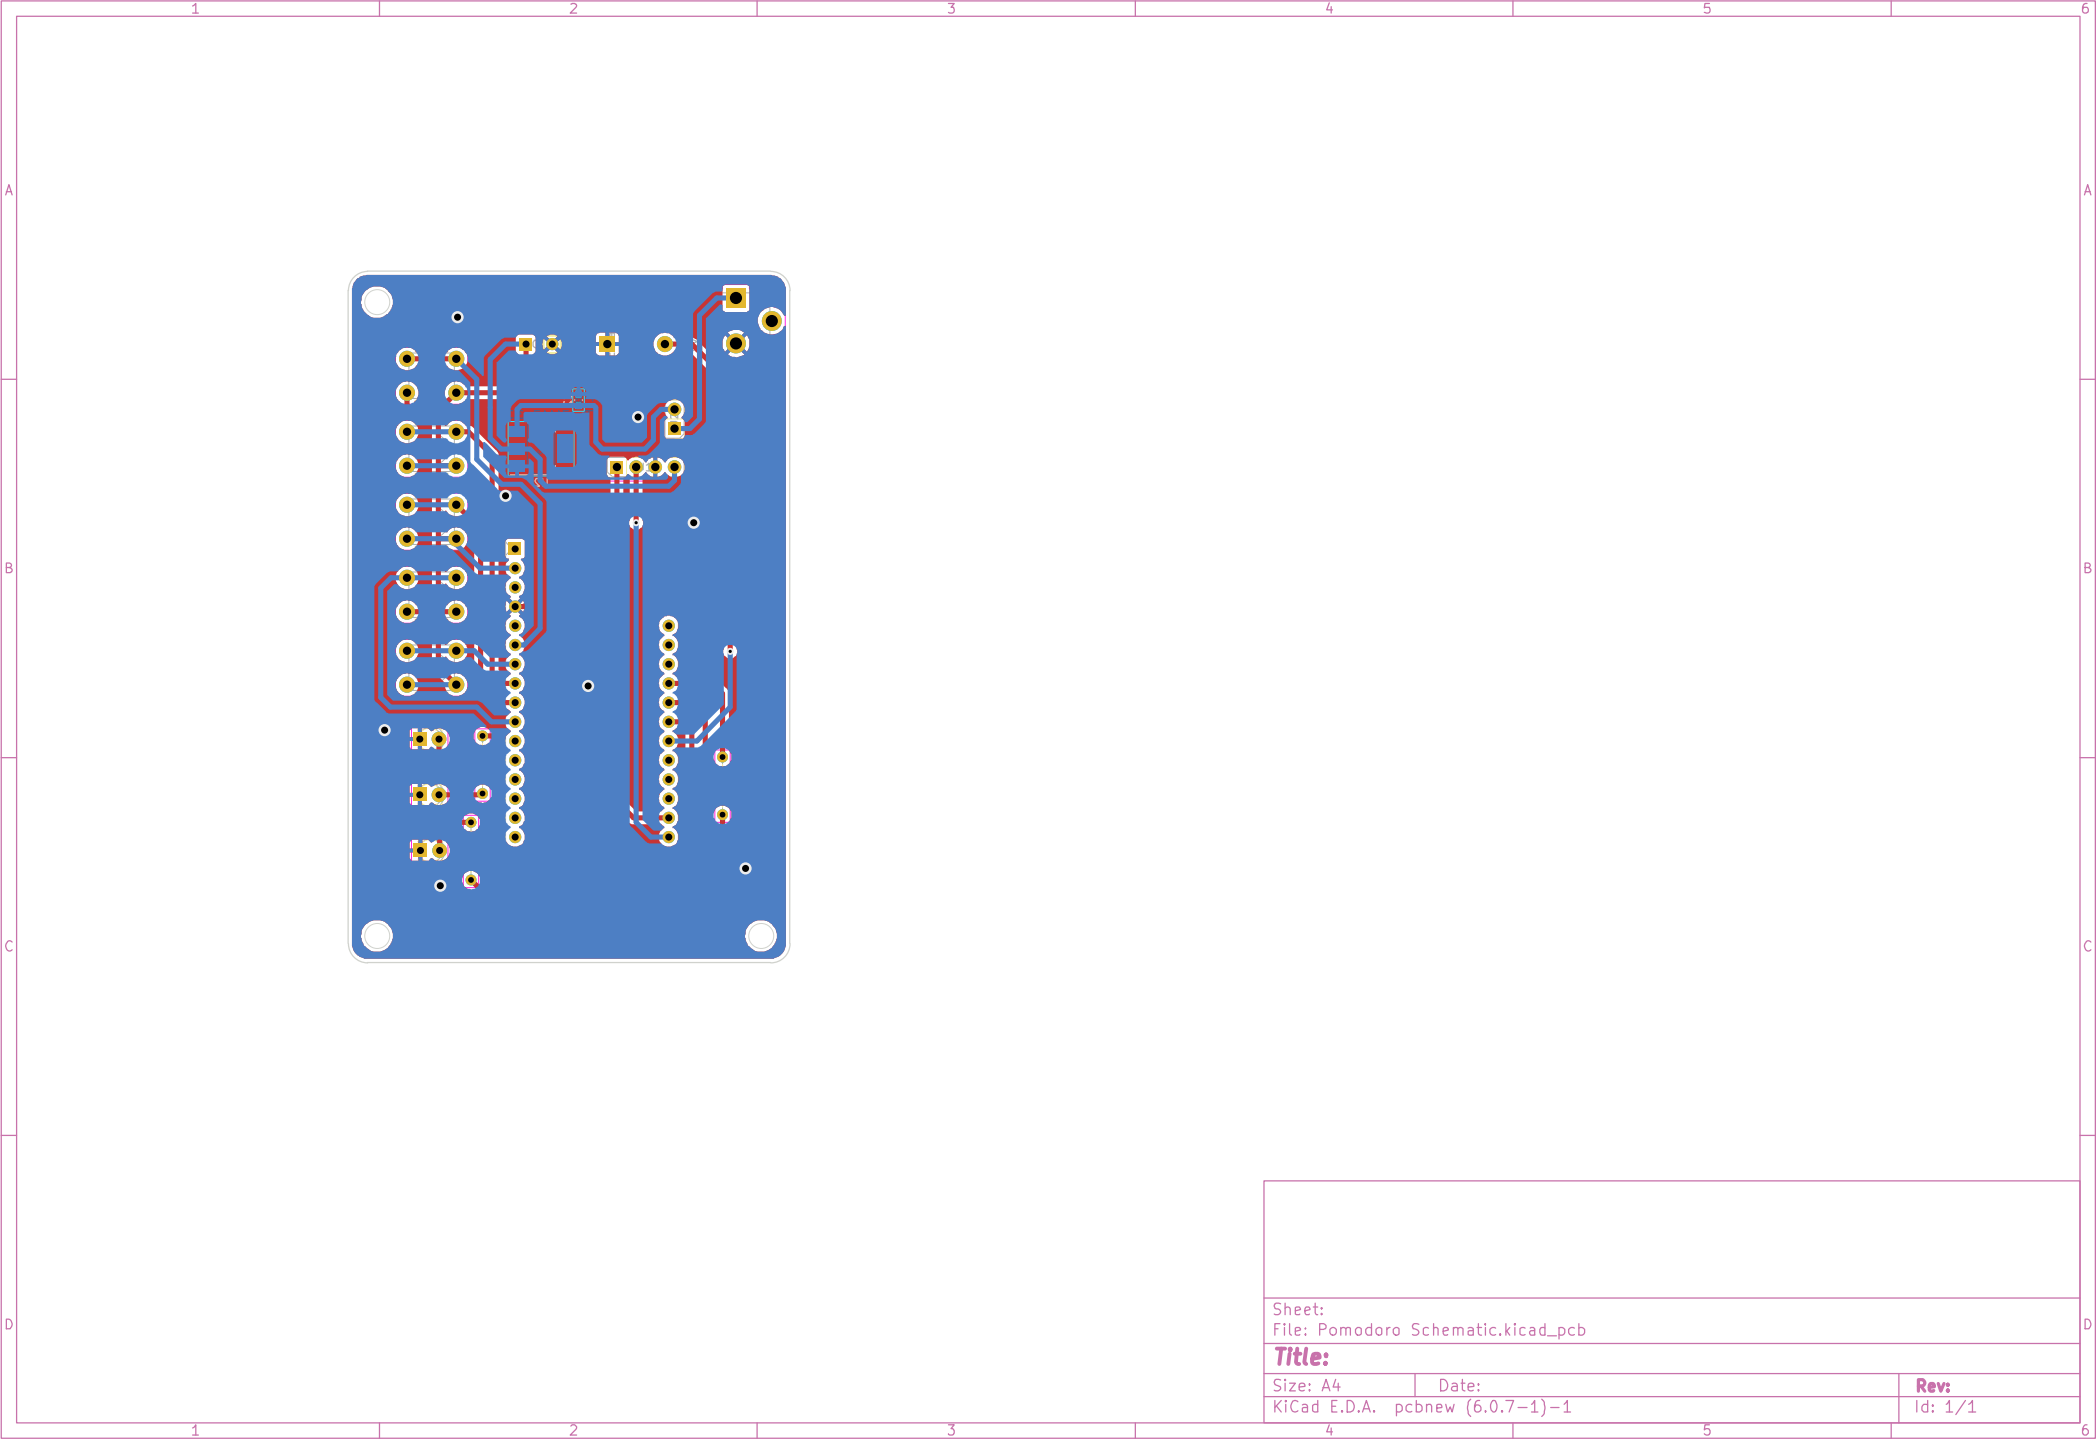 1 2 3 4 5 6
A A
B B
C C
Sheet:
File: Pomodoro Schematic.kicad_pcb
D D
Title:
Size: A4 Date: Rev:
KiCad E.D.A. pcbnew (6.0.7-1)-1 Id: 1/1
1 2 3 4 5 6